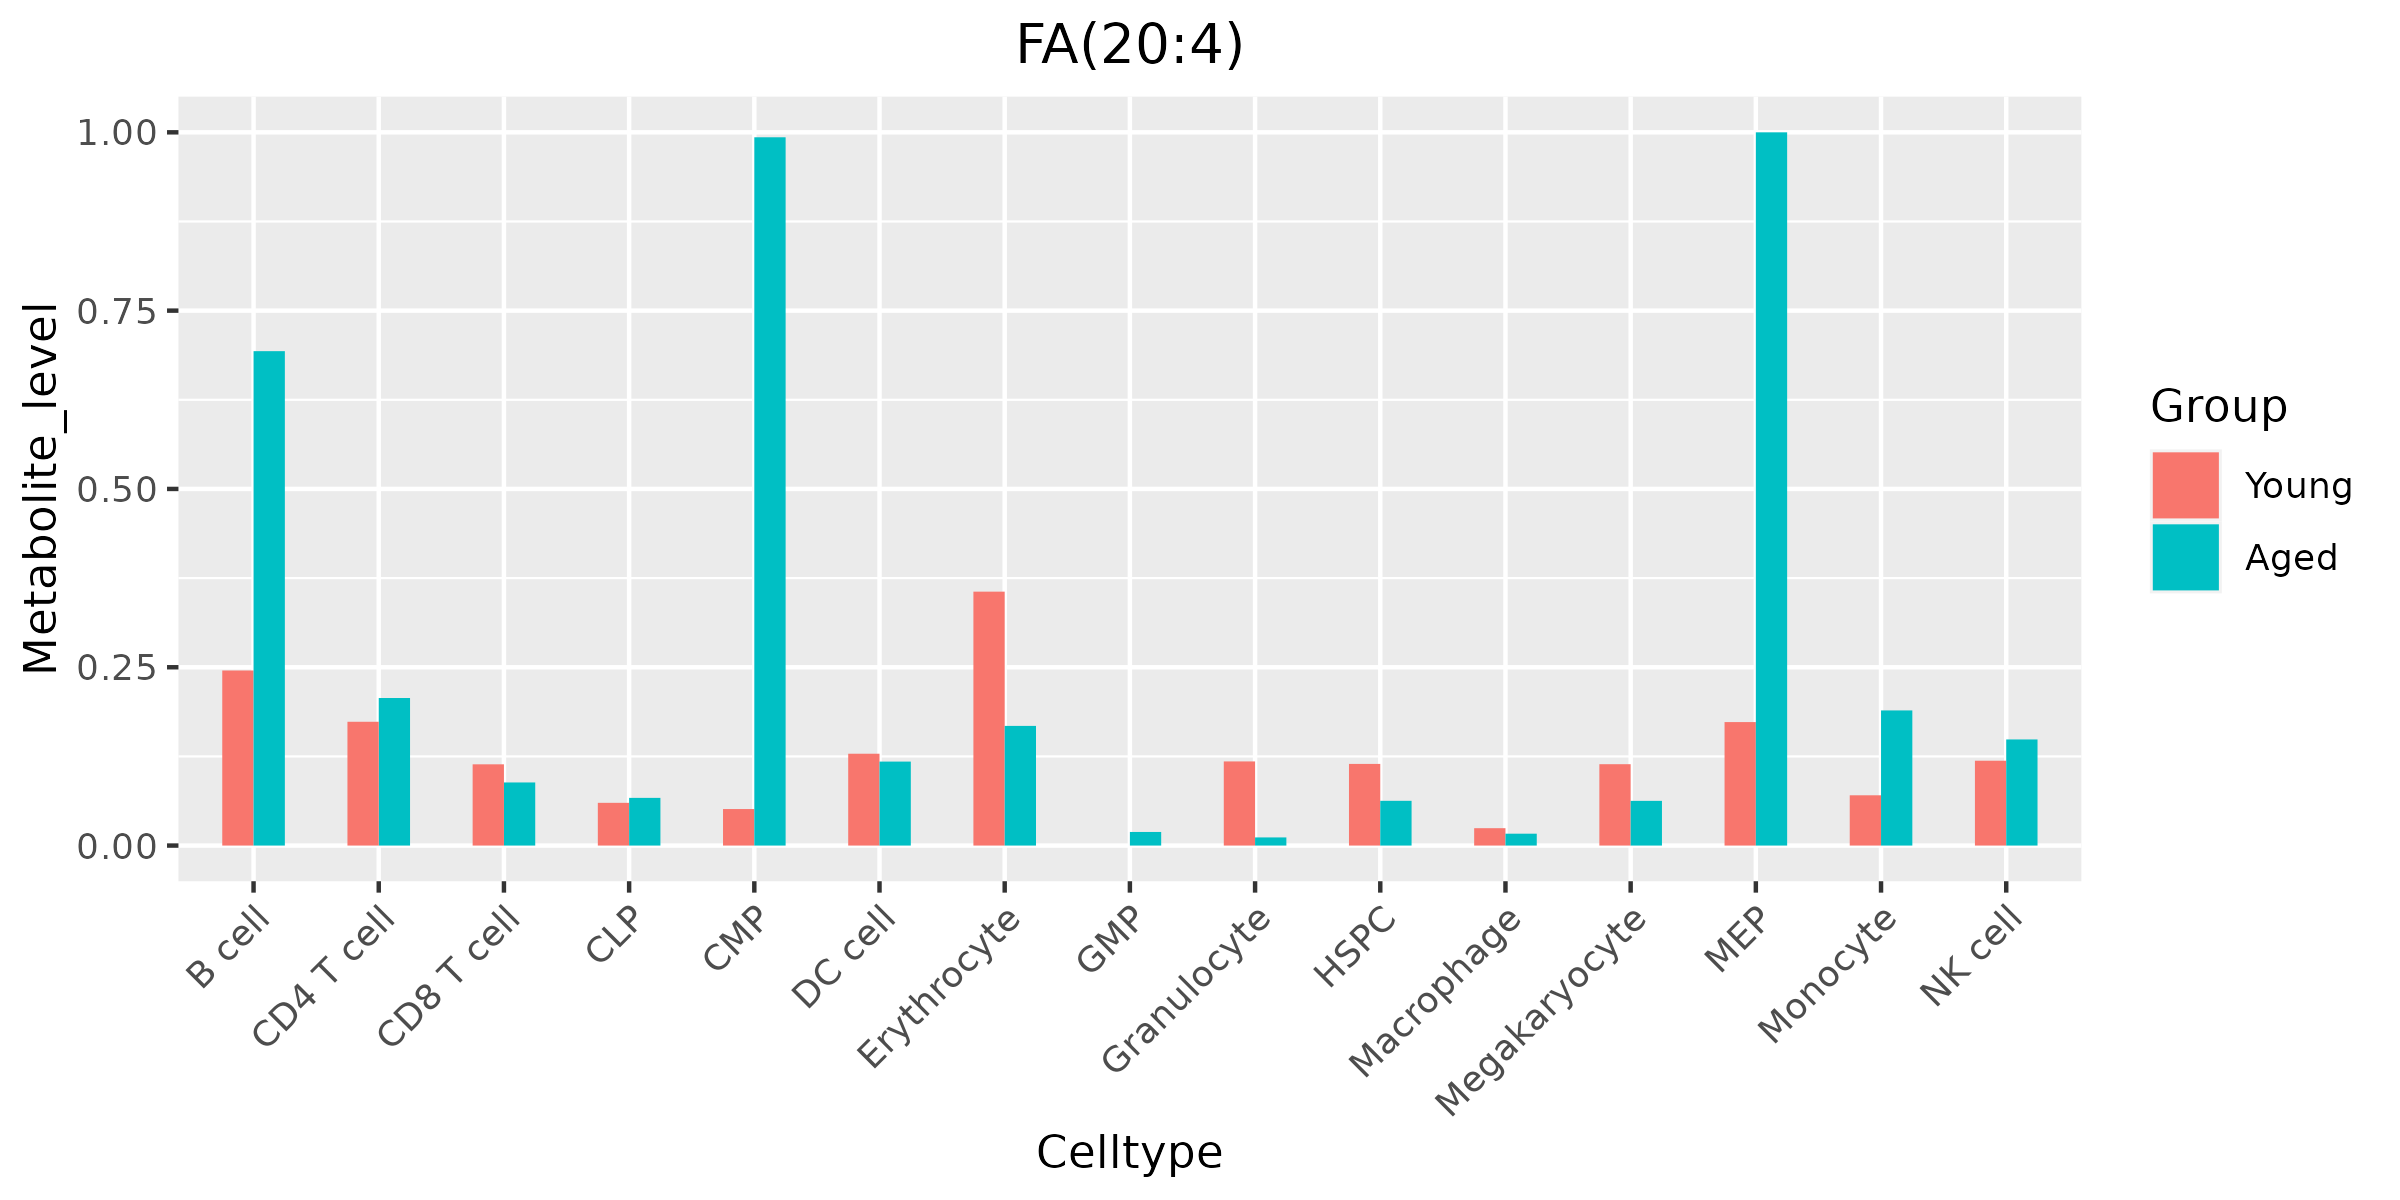 FA(20:4)
Metabolite_level
1.00
0.75
0.50
0.25
0.00
B cell
CD4 T cell
CD8 T cell
CLP
CMP
DC cell
Erythrocyte
GMP
Granulocyte
HSPC
Macrophage
Megakaryocyte
MEP
Monocyte
NK cell
Celltype
Group
Young
Aged